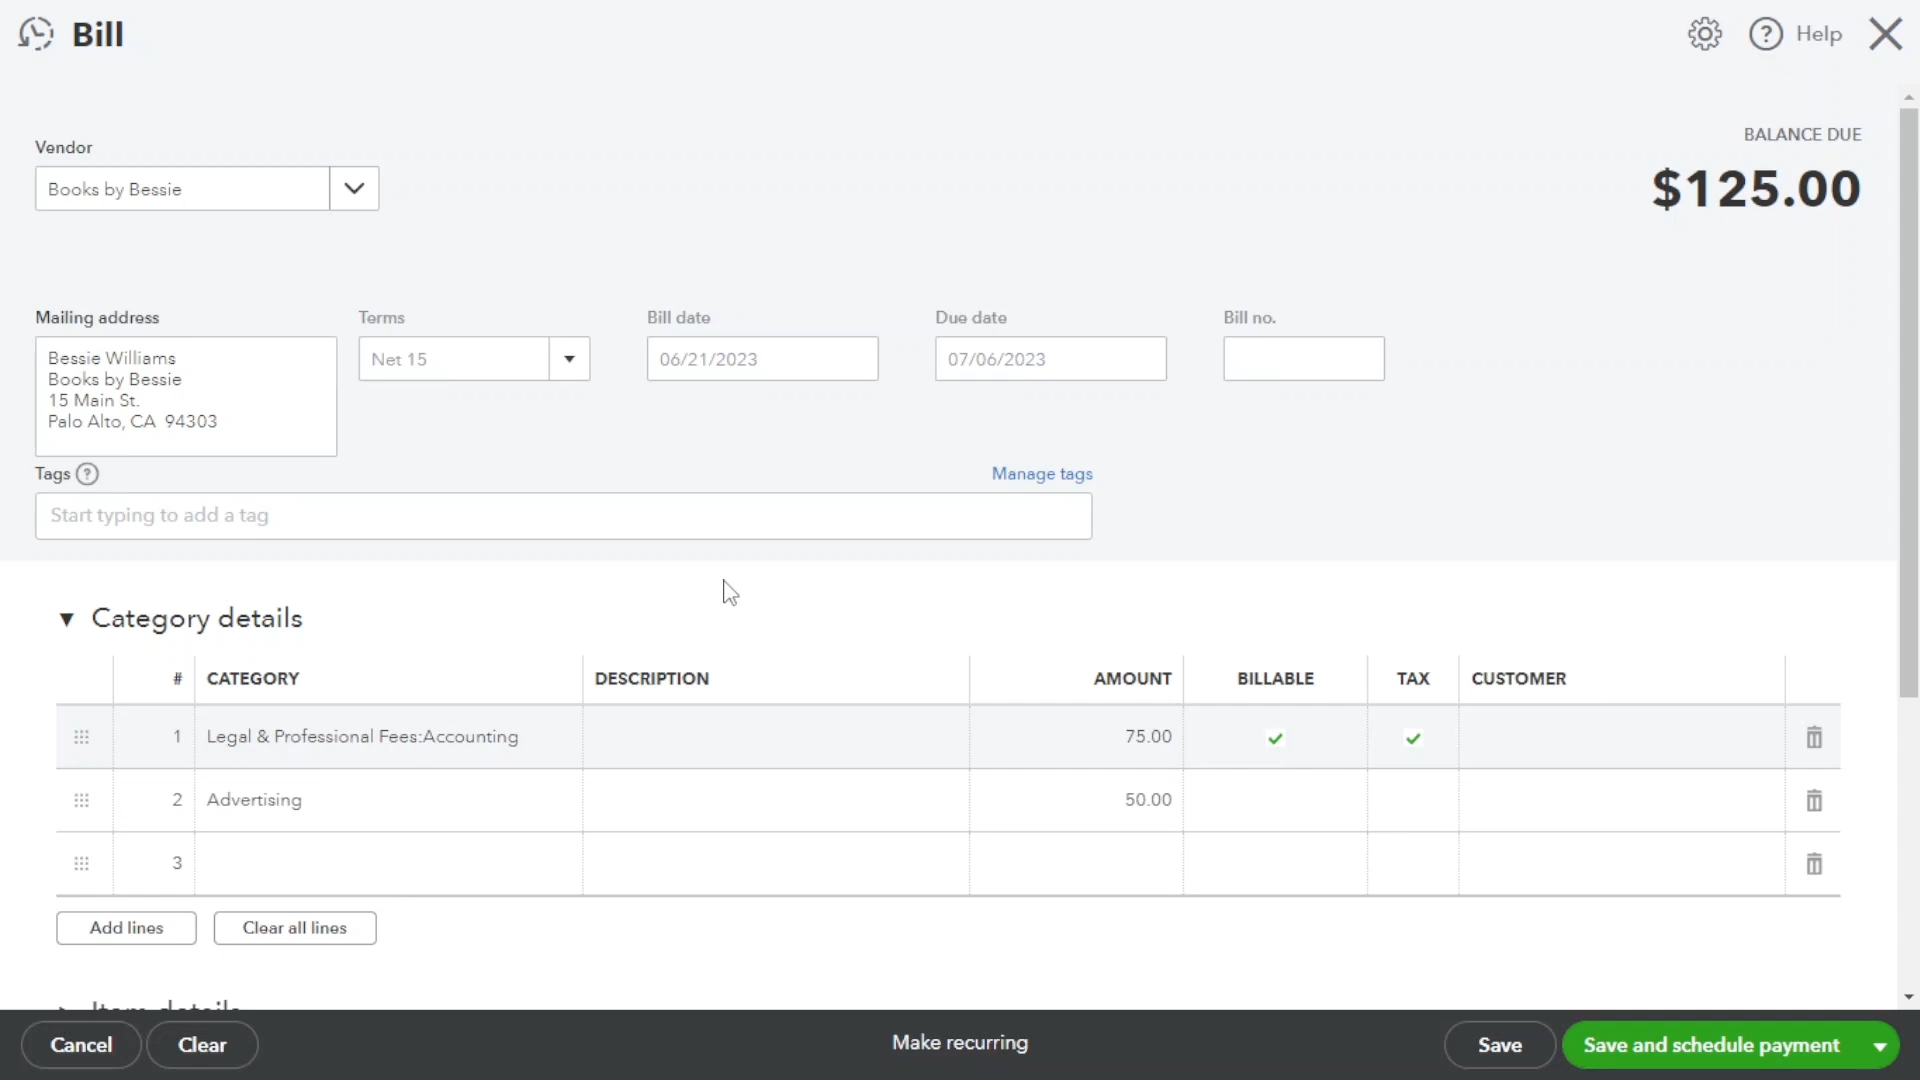 Bill
? Help
BALANCE DUE
$125.00
Vendor
Books by Bessie
Mailing address
Terms
Bill date
Due date
Bill no.
Bessie Williams
Books by Bessie
15 Main St.
Palo Alto, CA 94303
Net 15
06/21/2023
07/06/2023
Tags ?
Manage tags
Start typing to add a tag
Category details
# CATEGORY DESCRIPTION AMOUNT BILLABLE TAX CUSTOMER
1 Legal & Professional Fees:Accounting 75.00
2 Advertising 50.00
3
Add lines
Clear all lines
Item details
Cancel
Clear
Make recurring
Save
Save and schedule payment